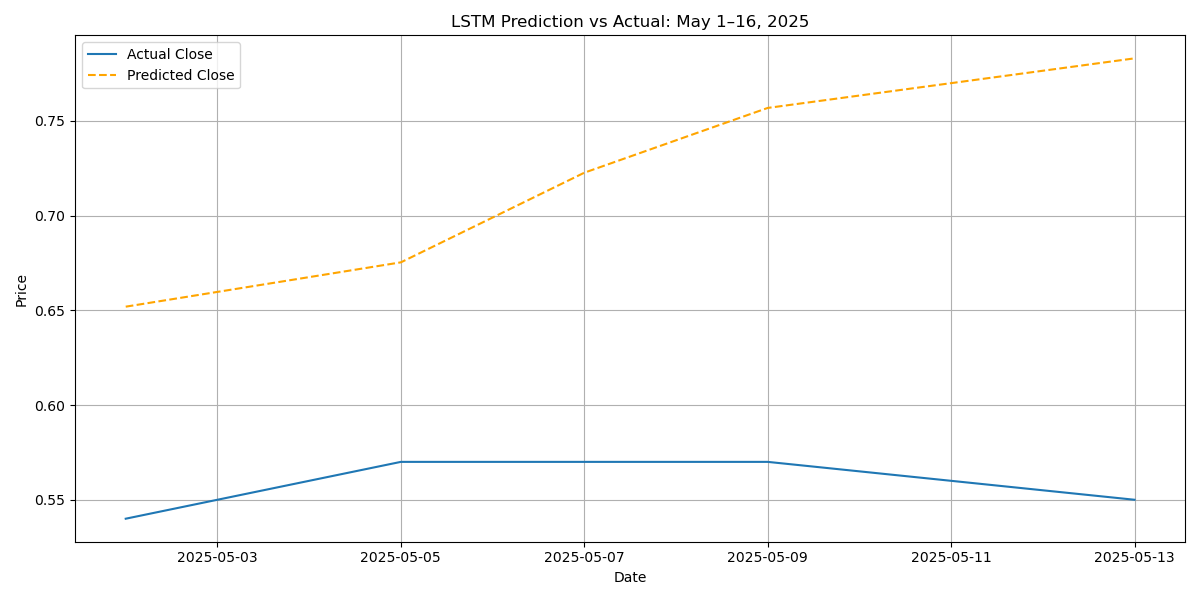 LSTM Prediction vs Actual: May 1–16, 2025
Actual Close
Predicted Close
0.75
0.70
0.65
0.60
0.55
Price
2025-05-03
2025-05-05
2025-05-07
2025-05-09
2025-05-11
2025-05-13
Date